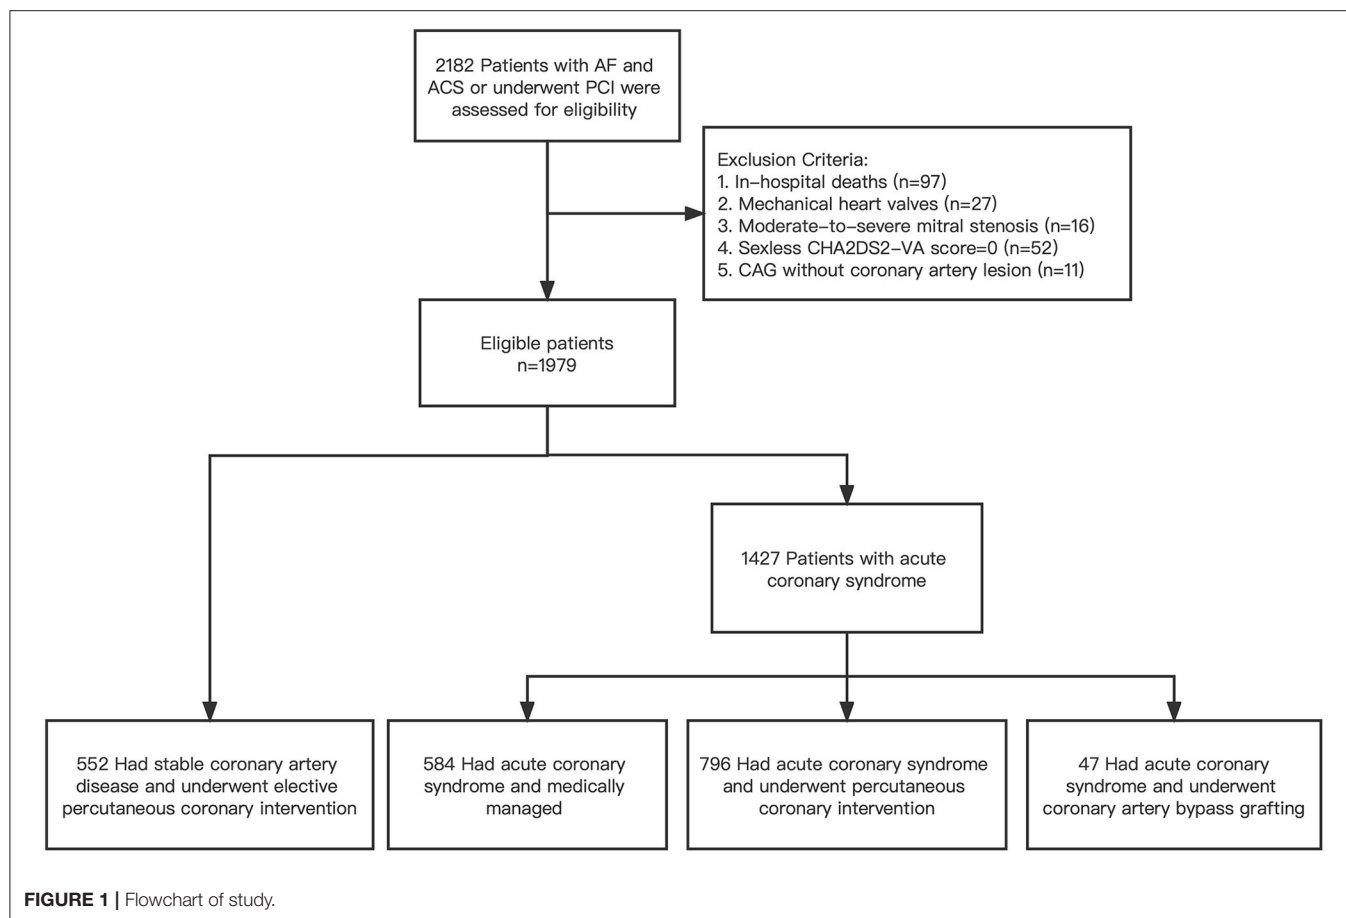 2182 Patients with AF and
ACS or underwent PCI were
assessed for eligibility
Exclusion Criteria:
1. In–hospital deaths (n=97)
2. Mechanical heart valves (n=27)
3. Moderate–to–severe mitral stenosis (n=16)
4. Sexless CHA2DS2–VA score=0 (n=52)
5. CAG without coronary artery lesion (n=11)
Eligible patients
n=1979
1427 Patients with acute
coronary syndrome
552 Had stable coronary artery
disease and underwent elective
percutaneous coronary intervention
584 Had acute coronary
syndrome and medically
managed
796 Had acute coronary syndrome
and underwent percutaneous
coronary intervention
47 Had acute coronary
syndrome and underwent
coronary artery bypass grafting
FIGURE 1 | Flowchart of study.